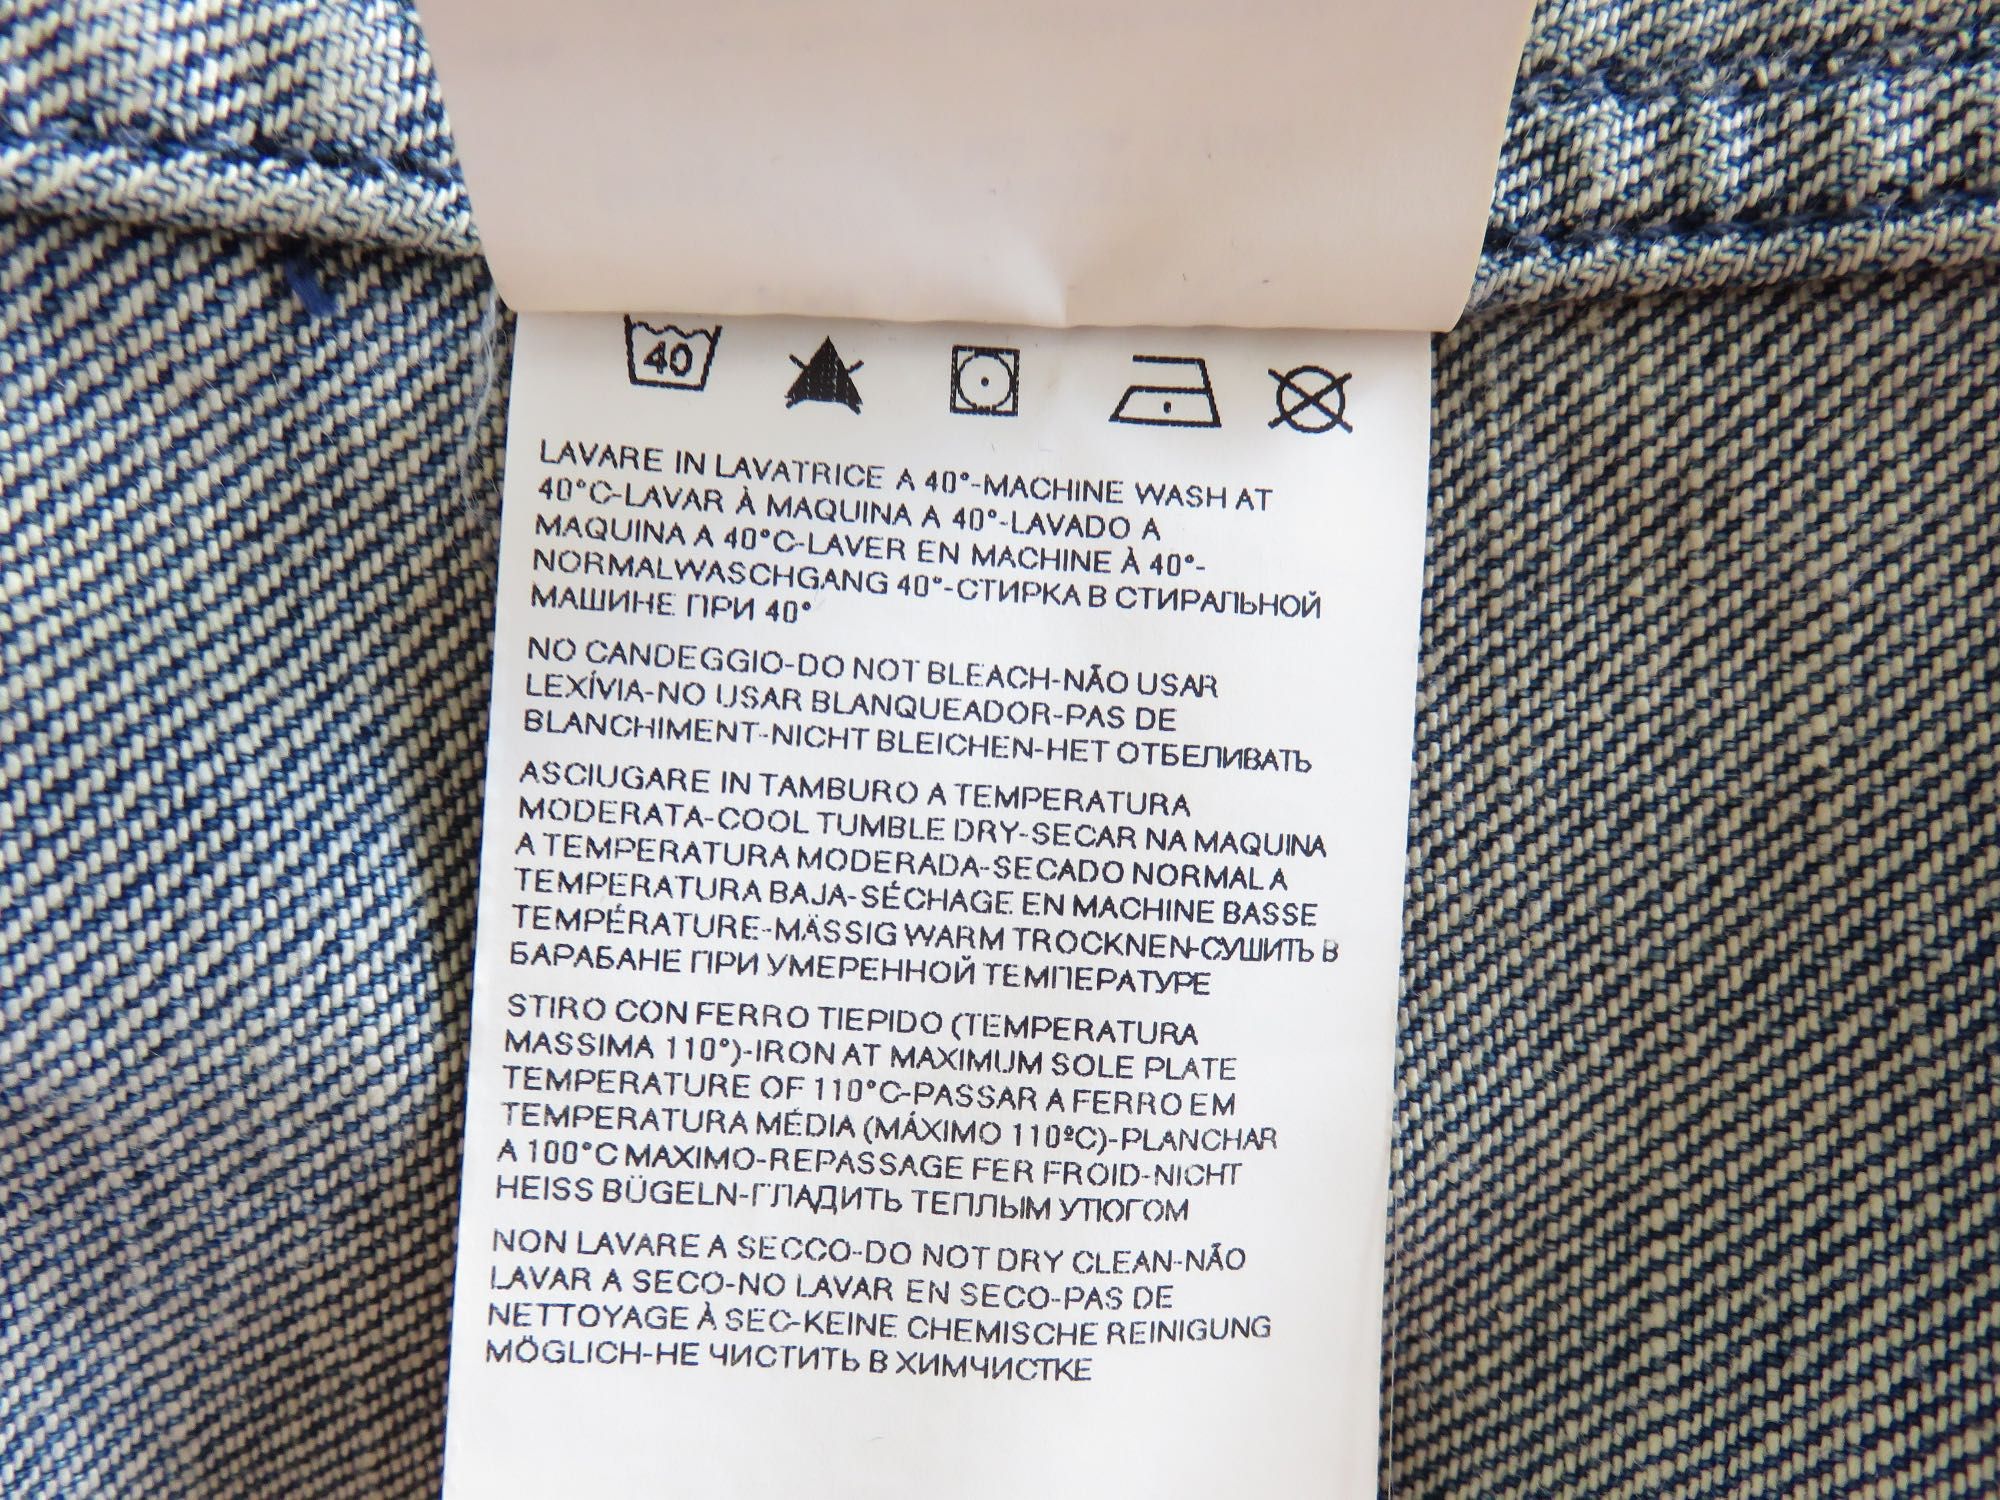 40
LAVARE IN LAVATRICE A 40°-MACHINE WASH AT
40°C-LAVAR À MAQUINA A 40°-LAVADO A
MAQUINA A 40°C-LAVER EN MACHINE À 40°-
NORMALWASCHGANG 40°-СТИРКА В СТИРАЛЬНОЙ
МАШИНЕ ПРИ 40°
NO CANDEGGIO-DO NOT BLEACH-NÃO USAR
LEXÍVIA-NO USAR BLANQUEADOR-PAS DE
BLANCHIMENT-NICHT BLEICHEN-НЕТ ОТБЕЛИВАТЬ
ASCIUGARE IN TAMBURO A TEMPERATURA
MODERATA-COOL TUMBLE DRY-SECAR NA MAQUINA
A TEMPERATURA MODERADA-SECADO NORMAL A
TEMPERATURA BAJA-SÉCHAGE EN MACHINE BASSE
TEMPÉRATURE-MÄSSIG WARM TROCKNEN-СУШИТЬ В
БАРАБАНЕ ПРИ УМЕРЕННОЙ ТЕМПЕРАТУРЕ
STIRO CON FERRO TIEPIDO (TEMPERATURA
MASSIMA 110°)-IRON AT MAXIMUM SOLE PLATE
TEMPERATURE OF 110°C-PASSAR A FERRO EM
TEMPERATURA MÉDIA (MÁXIMO 110ºC)-PLANCHAR
A 100°C MAXIMO-REPASSAGE FER FROID-NICHT
HEISS BÜGELN-ГЛАДИТЬ ТЕПЛЫМ УТЮГОМ
NON LAVARE A SECCO-DO NOT DRY CLEAN-NÃO
LAVAR A SECO-NO LAVAR EN SECO-PAS DE
NETTOYAGE À SEC-KEINE CHEMISCHE REINIGUNG
MÖGLICH-НЕ ЧИСТИТЬ В ХИМЧИСТКЕ